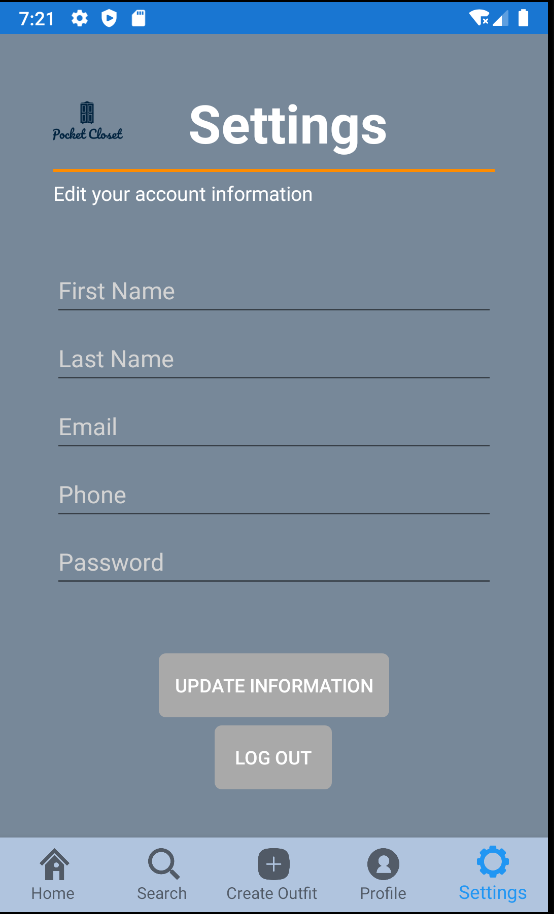 7:21
Pocket Closet
Settings
Edit your account information
First Name
Last Name
Email
Phone
Password
UPDATE INFORMATION
LOG OUT
Home Search Create Outfit Profile Settings